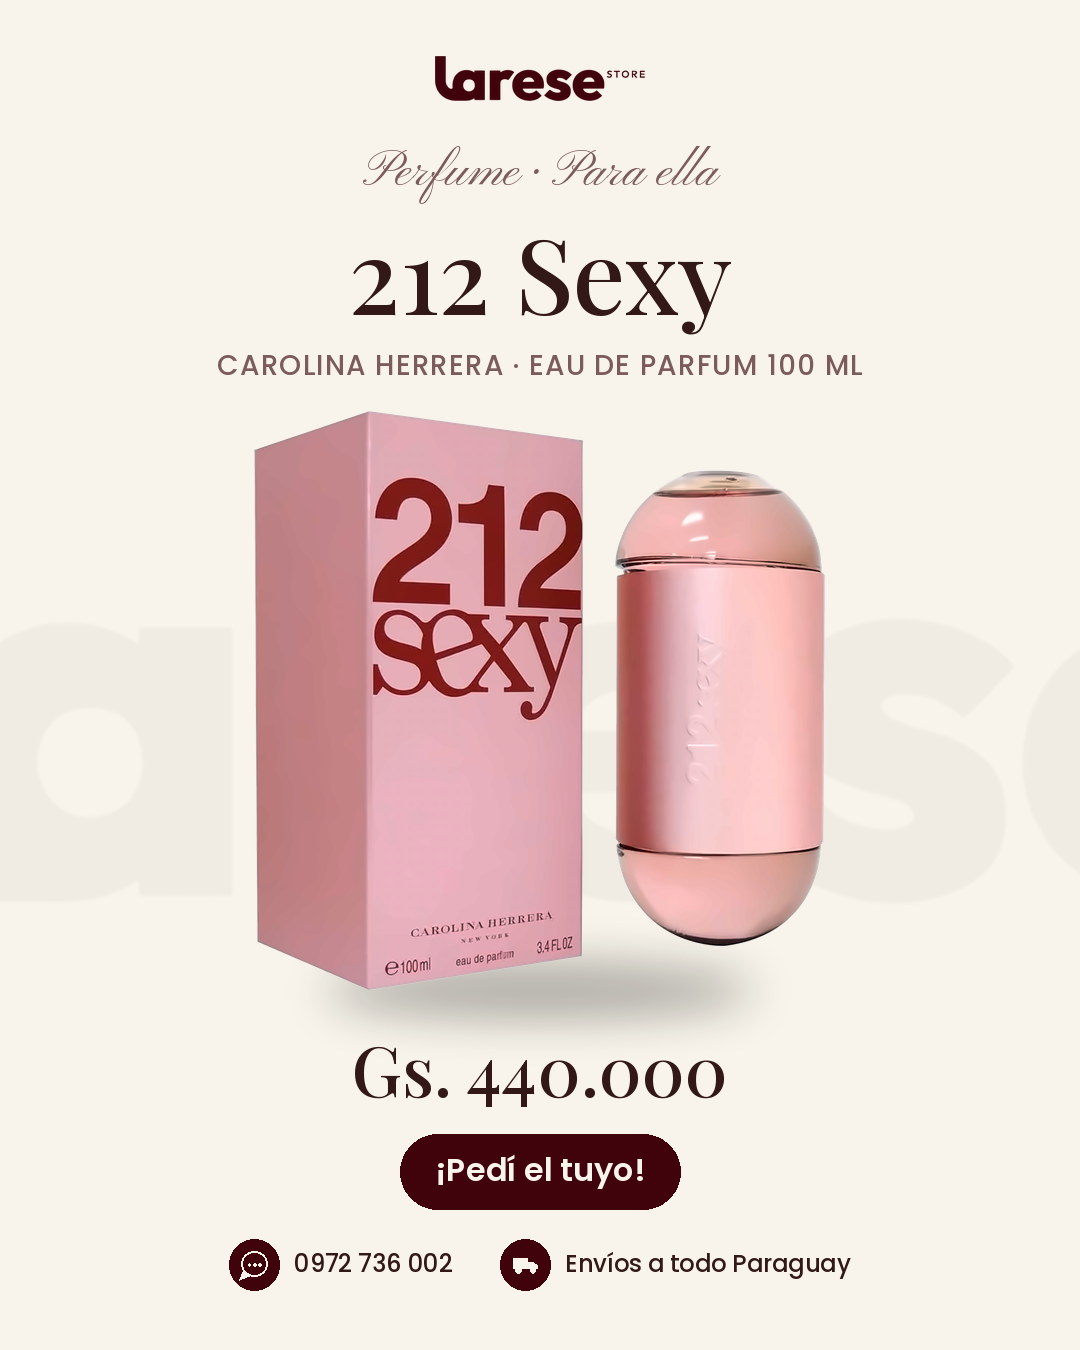 larese STORE
Perfume · Para ella
212 Sexy
CAROLINA HERRERA · EAU DE PARFUM 100 ML
212
sexy
CAROLINA HERRERA
NEW YORK
℮100ml eau de parfum 3.4 FL OZ
212 sexy
Gs. 440.000
¡Pedí el tuyo!
0972 736 002 Envíos a todo Paraguay